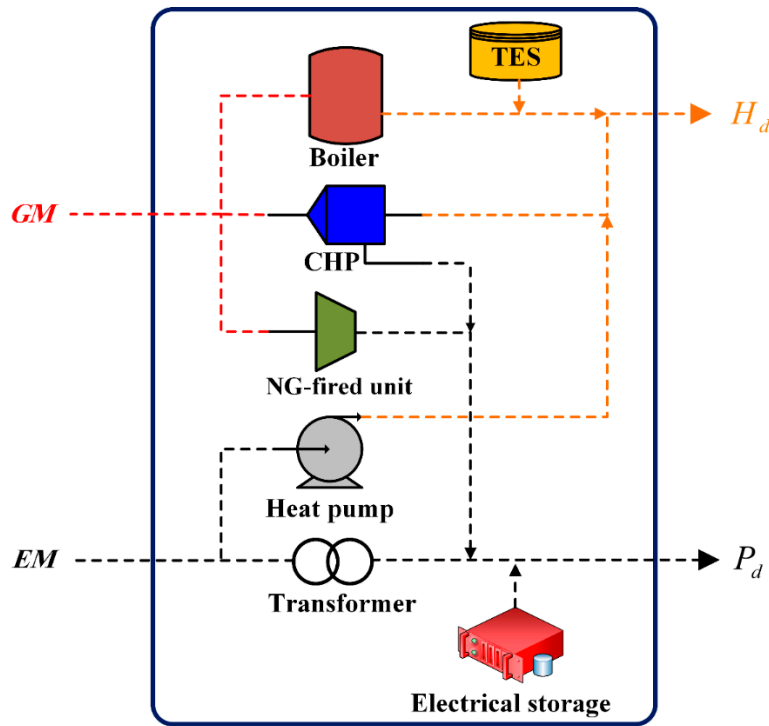 TES
Boiler
H_d
GM
CHP
NG-fired unit
Heat pump
EM
P_d
Transformer
Electrical storage